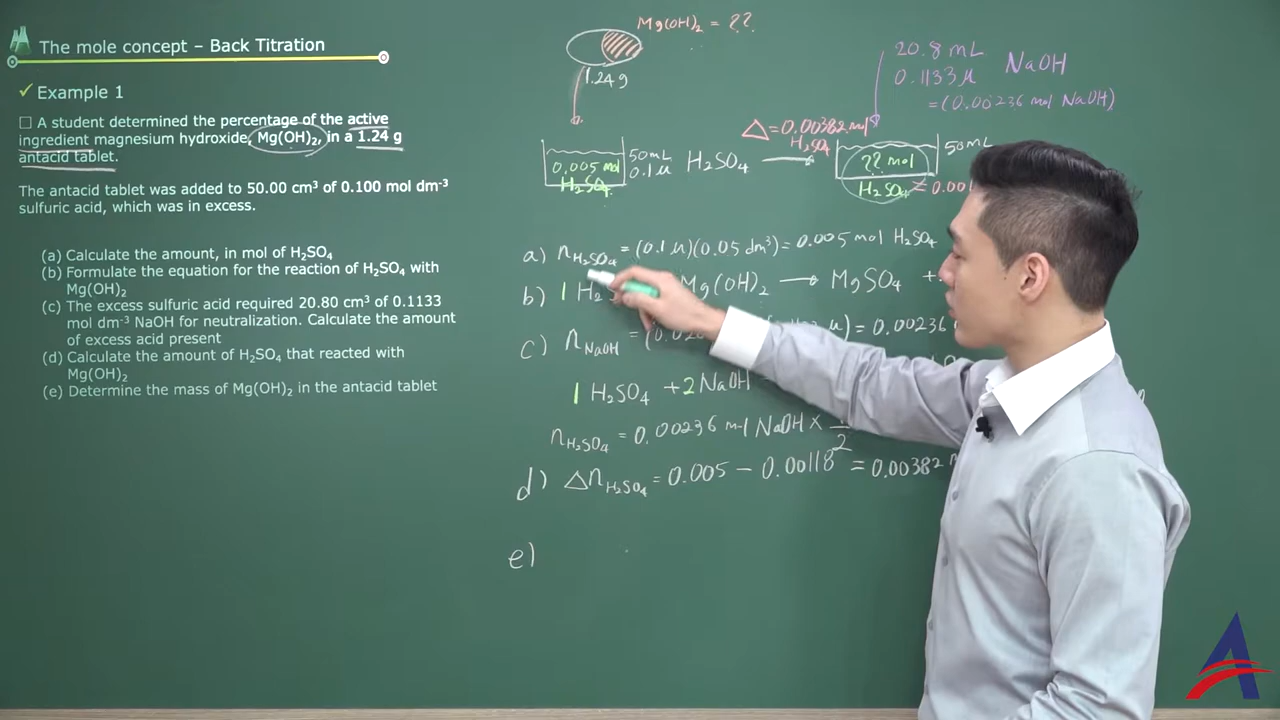 The mole concept – Back Titration
✓ Example 1
□ A student determined the percentage of the active
ingredient magnesium hydroxide, Mg(OH)₂, in a 1.24 g
antacid tablet.
The antacid tablet was added to 50.00 cm³ of 0.100 mol dm⁻³
sulfuric acid, which was in excess.
(a) Calculate the amount, in mol of H₂SO₄
(b) Formulate the equation for the reaction of H₂SO₄ with
Mg(OH)₂
(c) The excess sulfuric acid required 20.80 cm³ of 0.1133
mol dm⁻³ NaOH for neutralization. Calculate the amount
of excess acid present
(d) Calculate the amount of H₂SO₄ that reacted with
Mg(OH)₂
(e) Determine the mass of Mg(OH)₂ in the antacid tablet
Mg(OH)₂ = ??
1.24 g
20.8 mL
0.1133 M NaOH
=(0.00236 mol NaOH)
△=0.00382 mol
H₂SO₄
0.005 mol
H₂SO₄
50mL
0.1 M H₂SO₄
?? mol
H₂SO₄
50mL
a) n H₂SO₄ = (0.1 M)(0.05 dm³) = 0.005 mol H₂SO₄
b) 1 H₂S Mg(OH)₂ → MgSO₄ +
c) n NaOH = = 0.00236
1 H₂SO₄ + 2 NaOH
n H₂SO₄ = 0.00236 mol NaOH × /2
d) △n H₂SO₄ = 0.005 − 0.00118 = 0.00382
e)